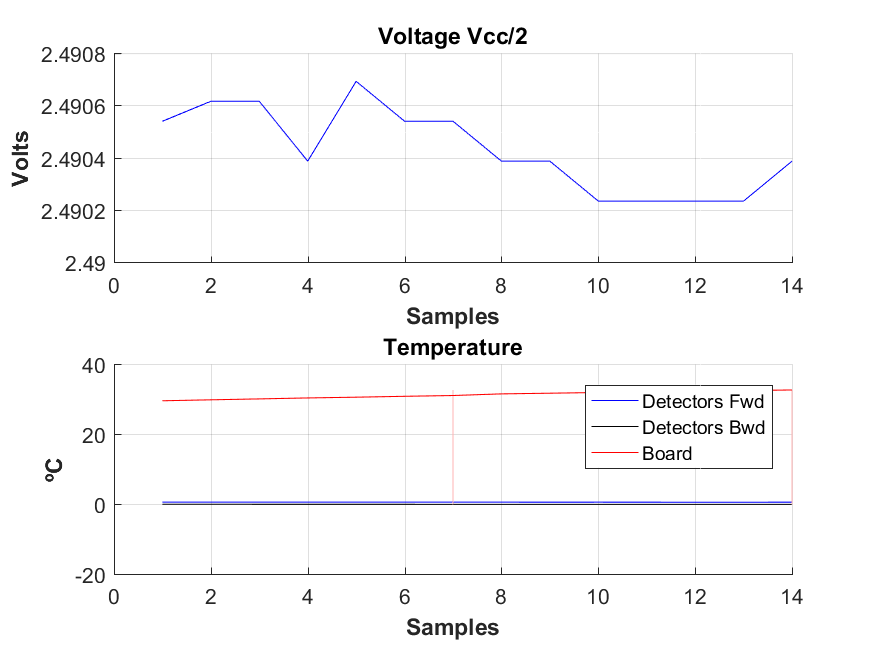 Voltage Vcc/2
2.4908
2.4906
2.4904
2.4902
2.49
Volts
0 2 4 6 8 10 12 14
Samples
Temperature
40
20
0
-20
ºC
Detectors Fwd
Detectors Bwd
Board
0 2 4 6 8 10 12 14
Samples